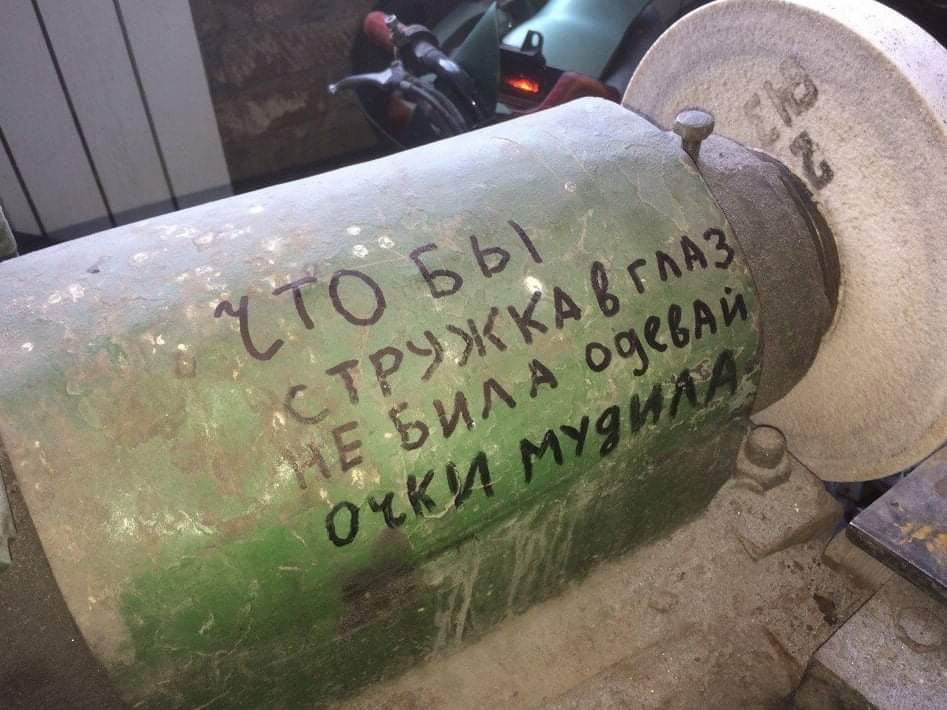 ЧТО БЫ
СТРУЖКА В ГЛАЗ
НЕ БИЛА ОДЕВАЙ
ОЧКИ МУДИЛА